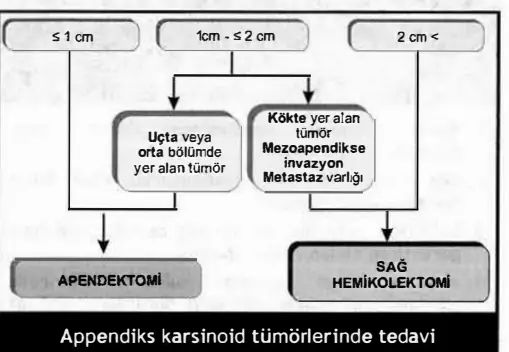 ≤ 1 cm
1cm - ≤ 2 cm
2 cm <
Uçta veya
orta bölümde
yer alan tümör
Kökte yer alan
tümör
Mezoapendikse
invazyon
Metastaz varlığı
APENDEKTOMİ
SAĞ
HEMİKOLEKTOMİ
Appendiks karsinoid tümörlerinde tedavi